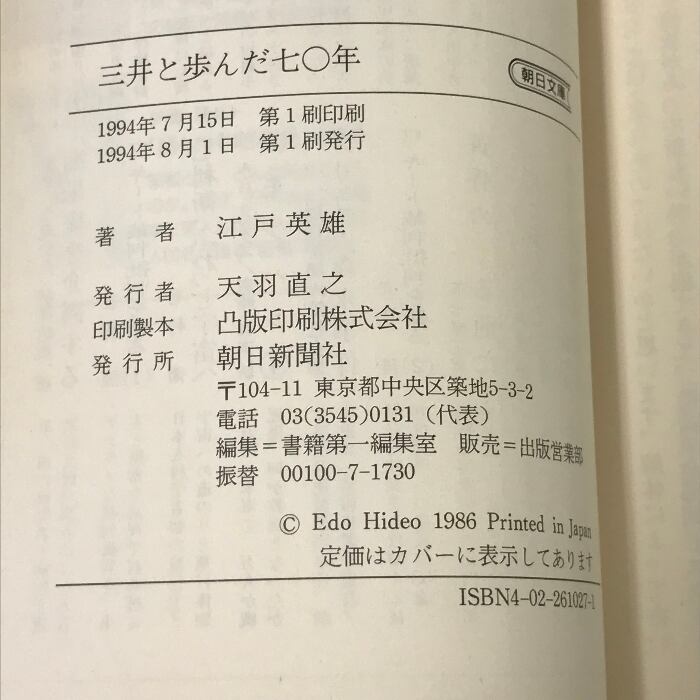 三井と歩んだ七〇年
朝日文庫
1994年7月15日　第1刷印刷
1994年8月1日　第1刷発行
著　者　江戸英雄
発行者　天羽直之
印刷製本　凸版印刷株式会社
発行所　朝日新聞社
〒104-11　東京都中央区築地5-3-2
電話　03(3545)0131（代表）
編集＝書籍第一編集室　販売＝出版営業部
振替　00100-7-1730
© Edo Hideo 1986 Printed in Japan
定価はカバーに表示してあります
ISBN4-02-261027-1